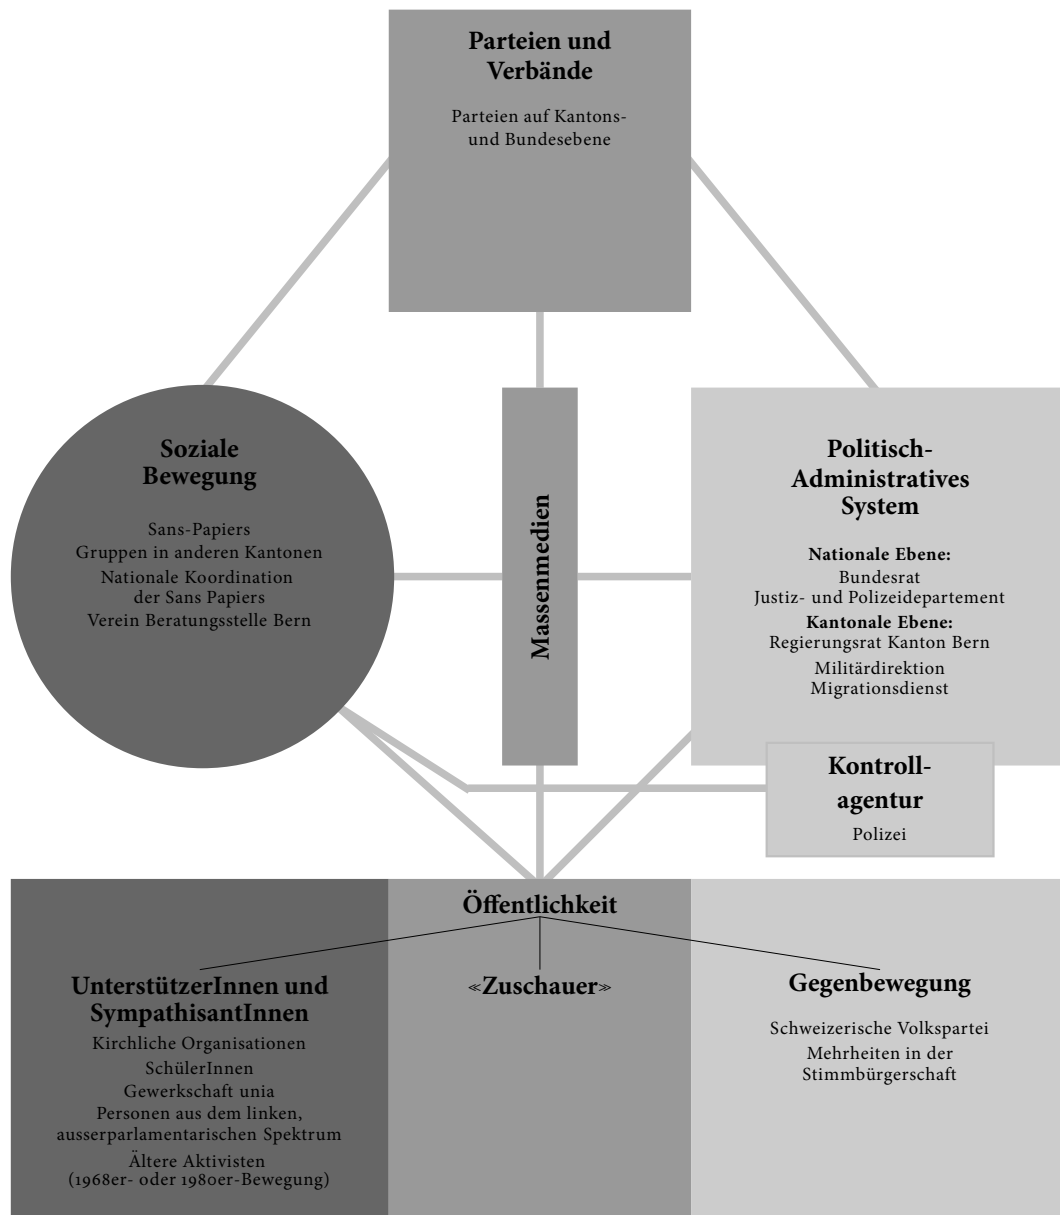 Parteien und
Verbände
Parteien auf Kantons-
und Bundesebene
Soziale
Bewegung
Sans-Papiers
Gruppen in anderen Kantonen
Nationale Koordination
der Sans Papiers
Verein Beratungsstelle Bern
Massenmedien
Politisch-
Administratives
System
Nationale Ebene:
Bundesrat
Justiz- und Polizeidepartement
Kantonale Ebene:
Regierungsrat Kanton Bern
Militärdirektion
Migrationsdienst
Kontroll-
agentur
Polizei
Öffentlichkeit
UnterstützerInnen und
SympathisantInnen
Kirchliche Organisationen
SchülerInnen
Gewerkschaft unia
Personen aus dem linken,
ausserparlamentarischen Spektrum
Ältere Aktivisten
(1968er- oder 1980er-Bewegung)
«Zuschauer»
Gegenbewegung
Schweizerische Volkspartei
Mehrheiten in der
Stimmbürgerschaft